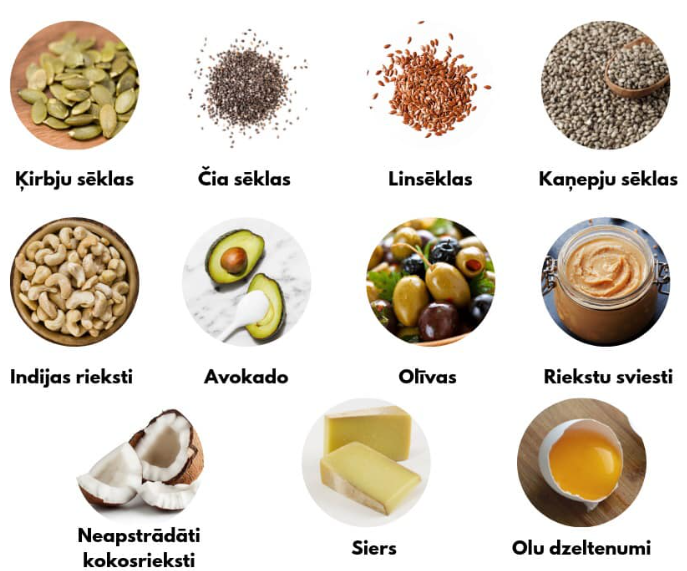 Ķirbju sēklas
Čia sēklas
Linsēklas
Kaņepju sēklas
Indijas rieksti
Avokado
Olīvas
Riekstu sviesti
Neapstrādāti
kokosrieksti
Siers
Olu dzeltenumi